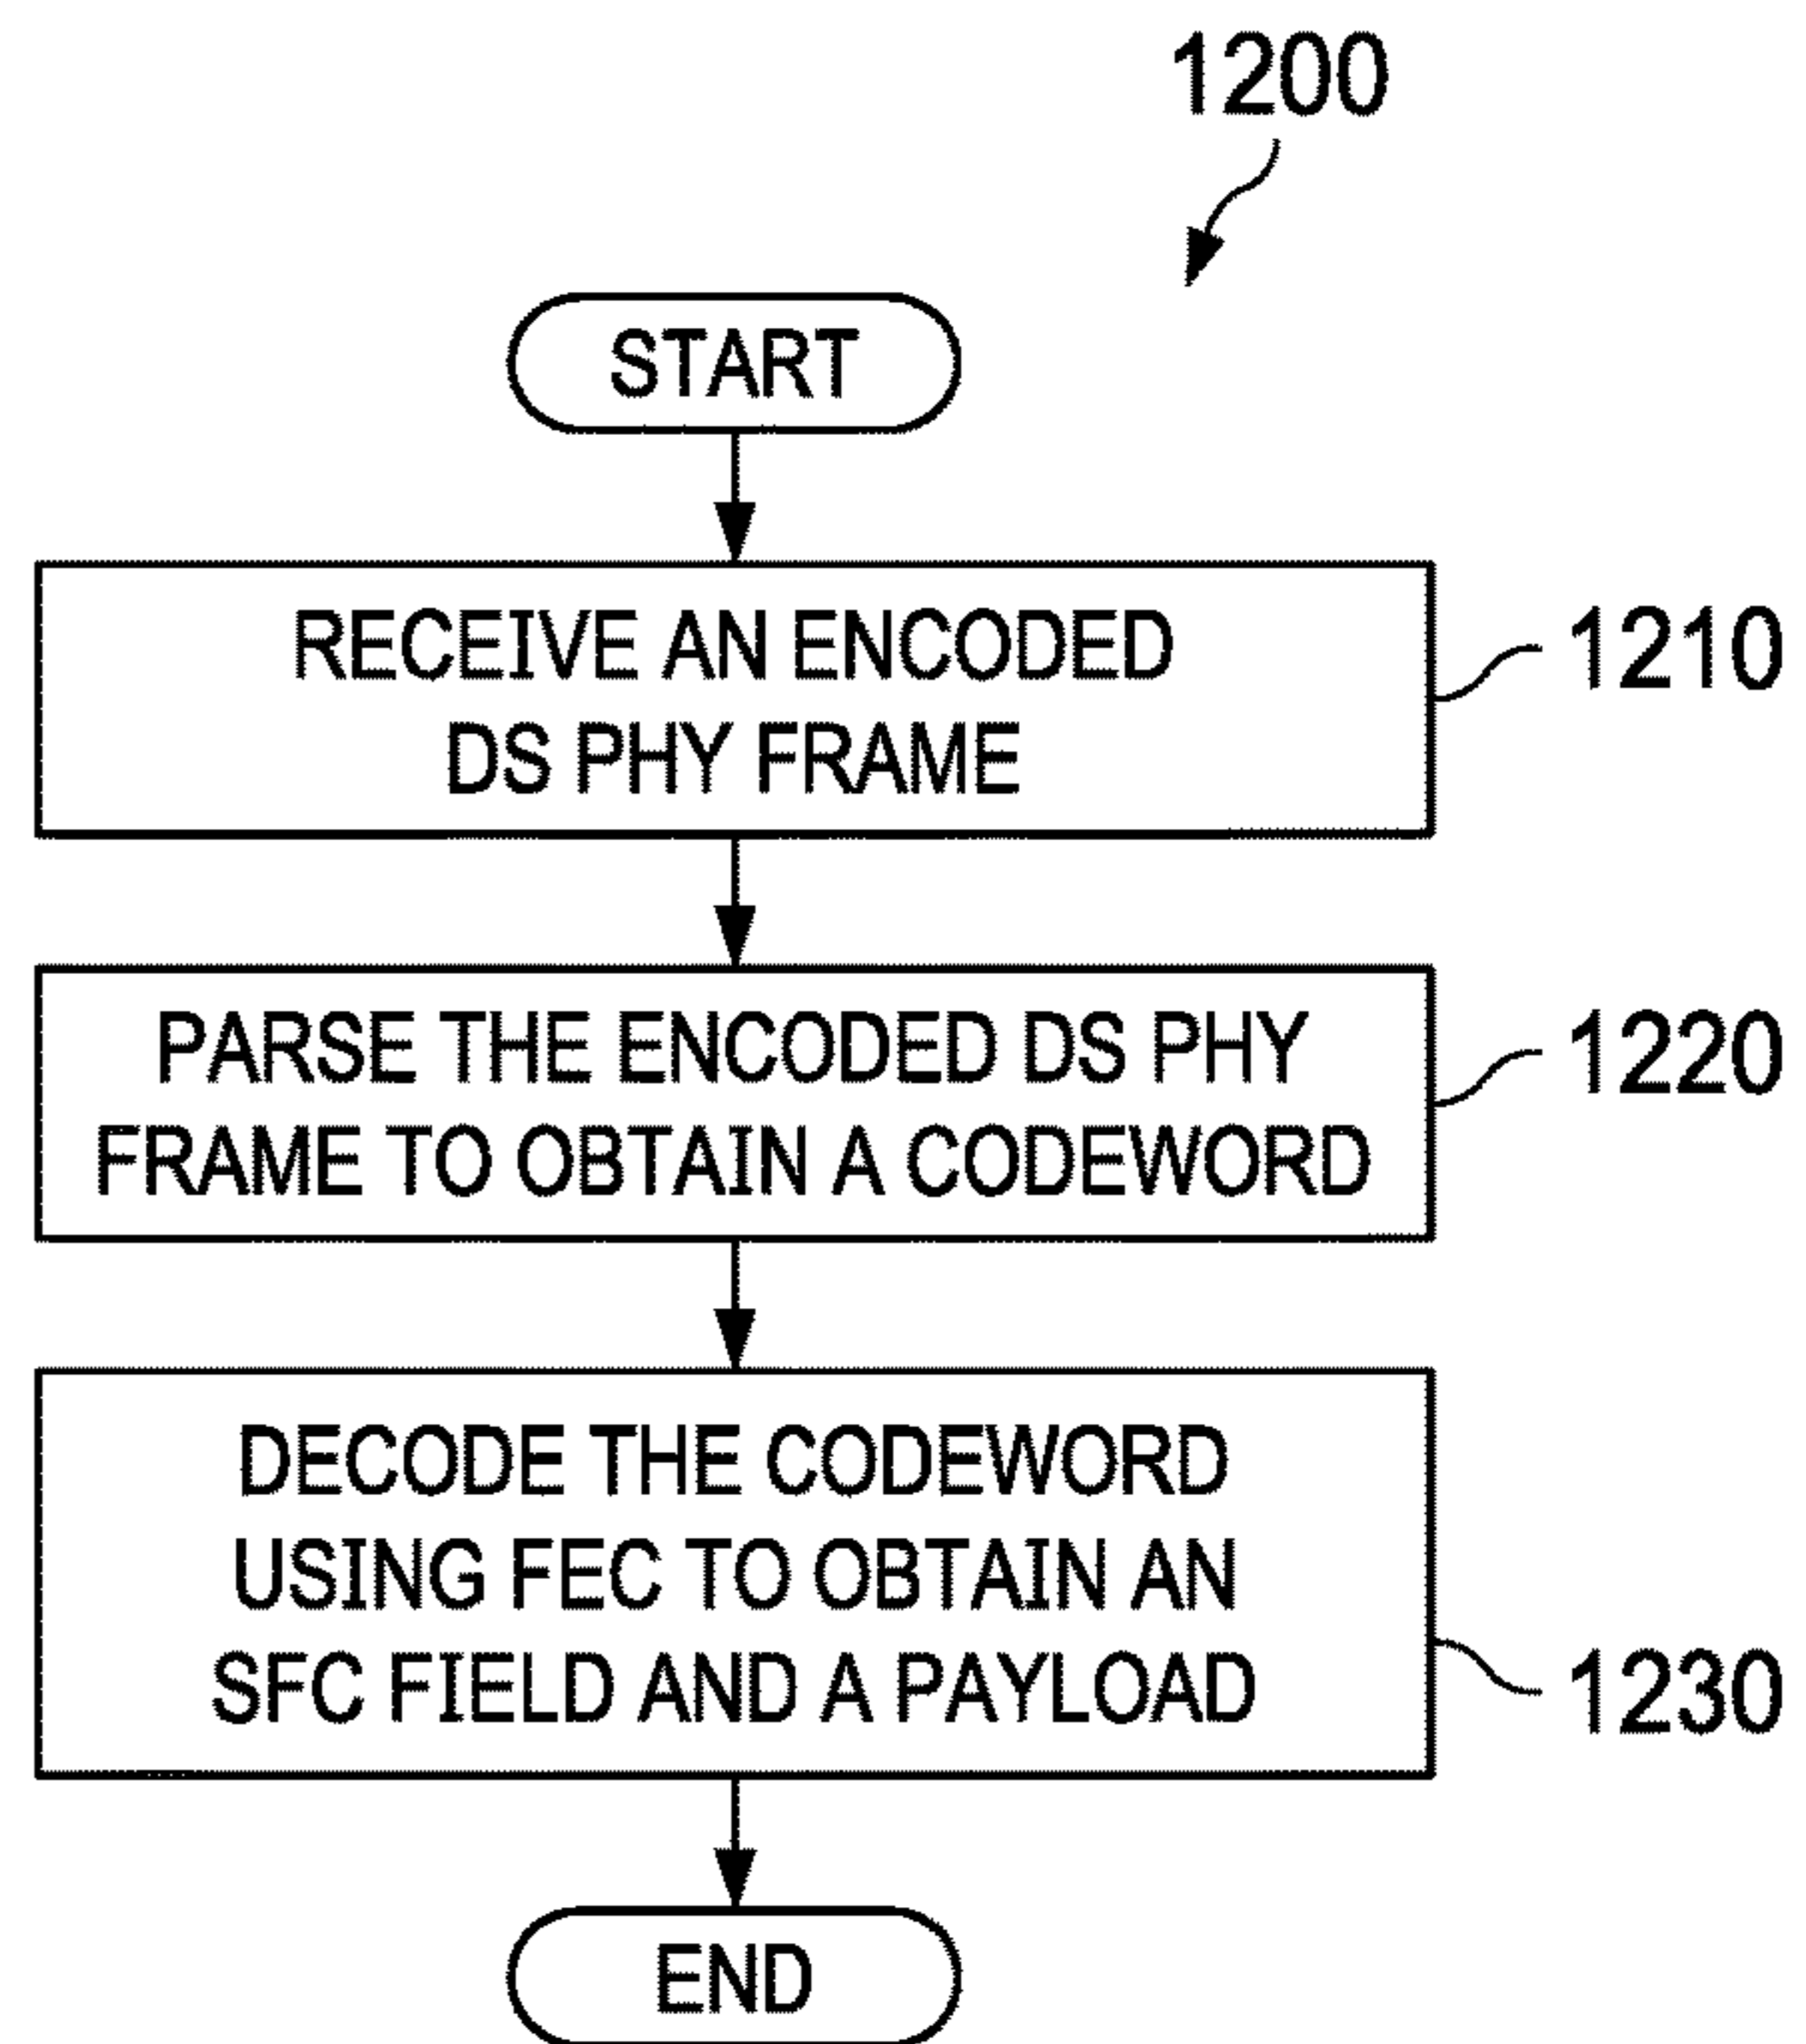 1200
START
RECEIVE AN ENCODED
DS PHY FRAME
1210
PARSE THE ENCODED DS PHY
FRAME TO OBTAIN A CODEWORD
1220
DECODE THE CODEWORD
USING FEC TO OBTAIN AN
SFC FIELD AND A PAYLOAD
1230
END